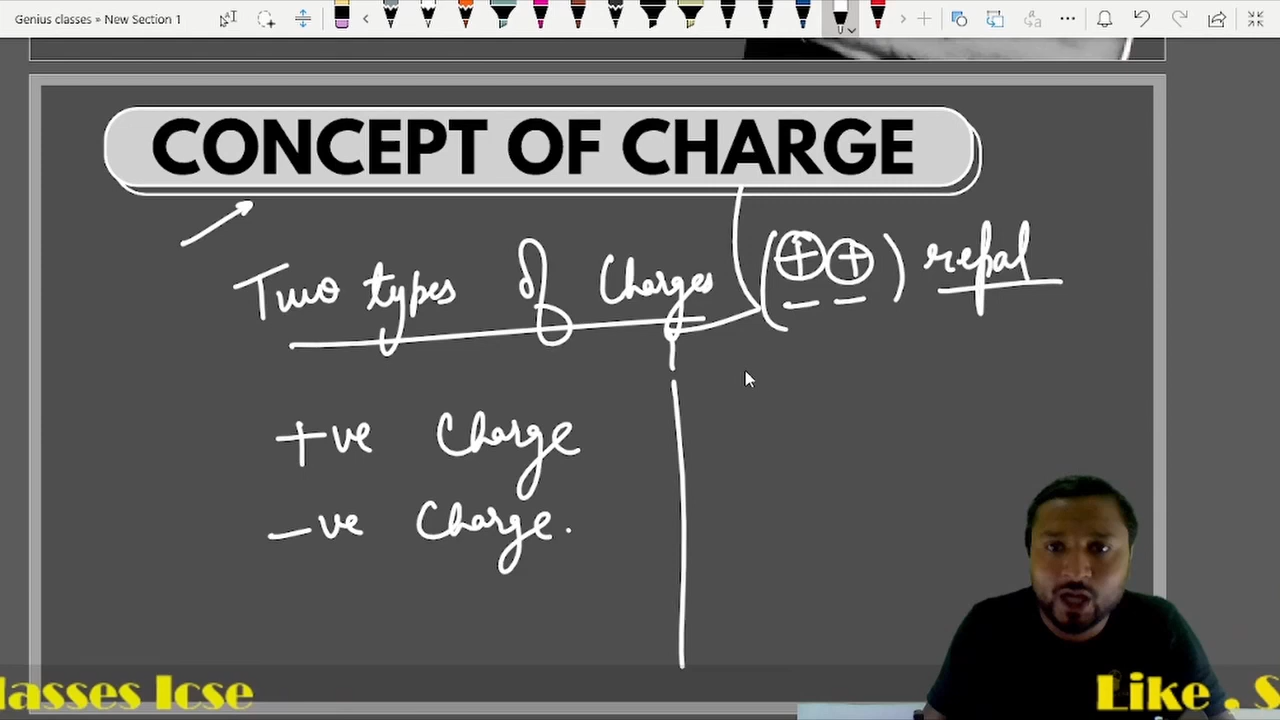 Genius classes » New Section 1
CONCEPT OF CHARGE
Two types of Charges (⊕⊕) repal
+ve Charge
-ve Charge.
lasses Icse
Like . S